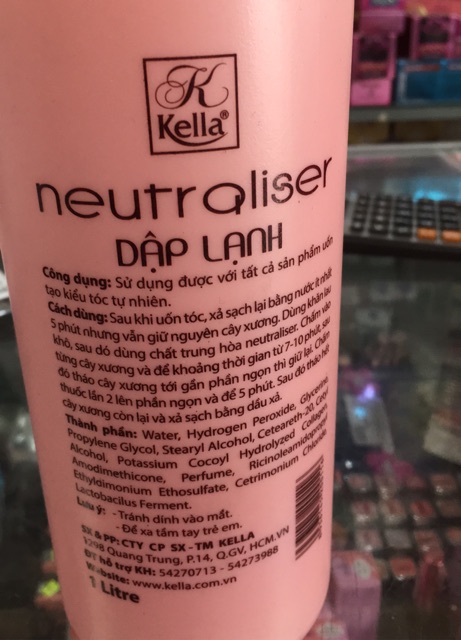 K
Kella®
neutraliser
DẬP LẠNH
Công dụng: Sử dụng được với tất cả sản phẩm uốn
tạo kiểu tóc tự nhiên.
Cách dùng: Sau khi uốn tóc, xả sạch lại bằng nước ít nhất
5 phút nhưng vẫn giữ nguyên cây xương. Dùng khăn lau
khô, sau đó dùng chất trung hòa neutraliser. Chấm vào
từng cây xương và để khoảng thời gian từ 7-10 phút, sau
đó tháo cây xương tới gần phần ngọn thì giữ lại. Chấm
thuốc lần 2 lên phần ngọn và để 5 phút. Sau đó tháo hết
cây xương còn lại và xả sạch bằng dầu xả.
Thành phần: Water, Hydrogen Peroxide, Glycerine,
Propylene Glycol, Stearyl Alcohol, Ceteareth-20, Cetyl
Alcohol, Potassium Cocoyl Hydrolyzed Collagen,
Amodimethicone, Perfume, Ricinoleamidopropyl
Ethyldimonium Ethosulfate, Cetrimonium Chloride,
Lactobacillus Ferment.
Lưu ý: - Tránh dính vào mắt.
- Để xa tầm tay trẻ em.
SX & PP: CTY CP SX -TM KELLA
1298 Quang Trung, P.14, Q.GV, HCM.VN
ĐT hỗ trợ KH: 54270713 - 54273988
Website: www.kella.com.vn
1 Litre